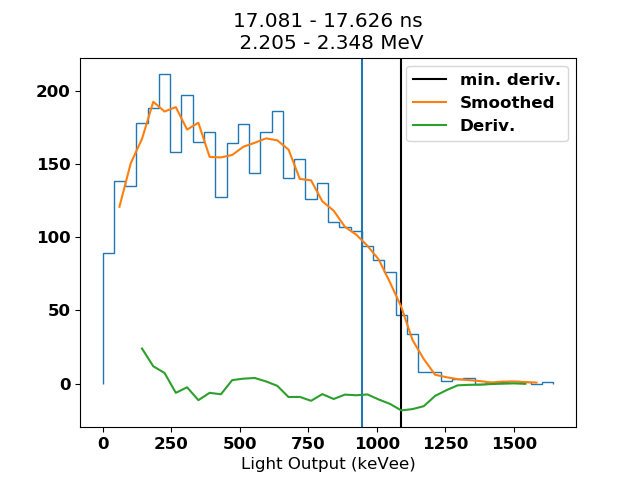 17.081 - 17.626 ns
2.205 - 2.348 MeV
min. deriv.
Smoothed
Deriv.
200
150
100
50
0
0 250 500 750 1000 1250 1500
Light Output (keVee)